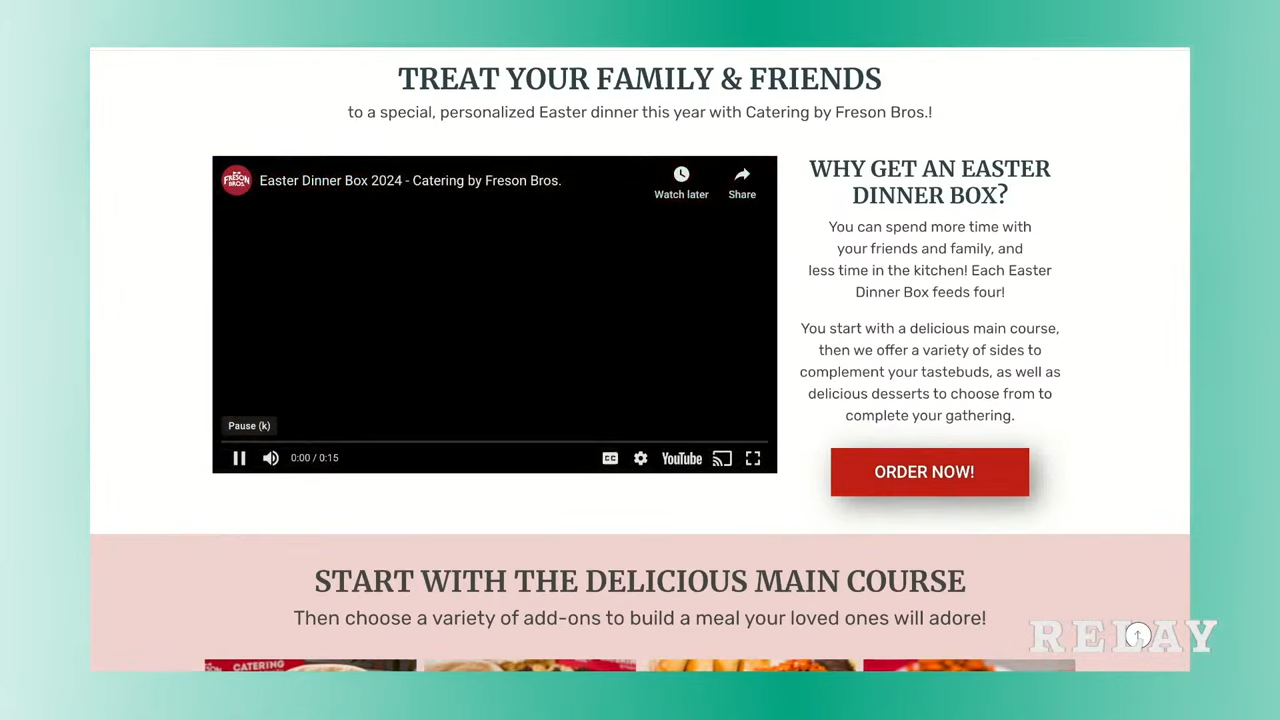 TREAT YOUR FAMILY & FRIENDS
to a special, personalized Easter dinner this year with Catering by Freson Bros.!
FRESON
BROS.
Easter Dinner Box 2024 - Catering by Freson Bros.
Watch later
Share
Pause (k)
0:00 / 0:15
CC
YouTube
WHY GET AN EASTER
DINNER BOX?
You can spend more time with
your friends and family, and
less time in the kitchen! Each Easter
Dinner Box feeds four!
You start with a delicious main course,
then we offer a variety of sides to
complement your tastebuds, as well as
delicious desserts to choose from to
complete your gathering.
ORDER NOW!
START WITH THE DELICIOUS MAIN COURSE
Then choose a variety of add-ons to build a meal your loved ones will adore!
CATERING
RELAY